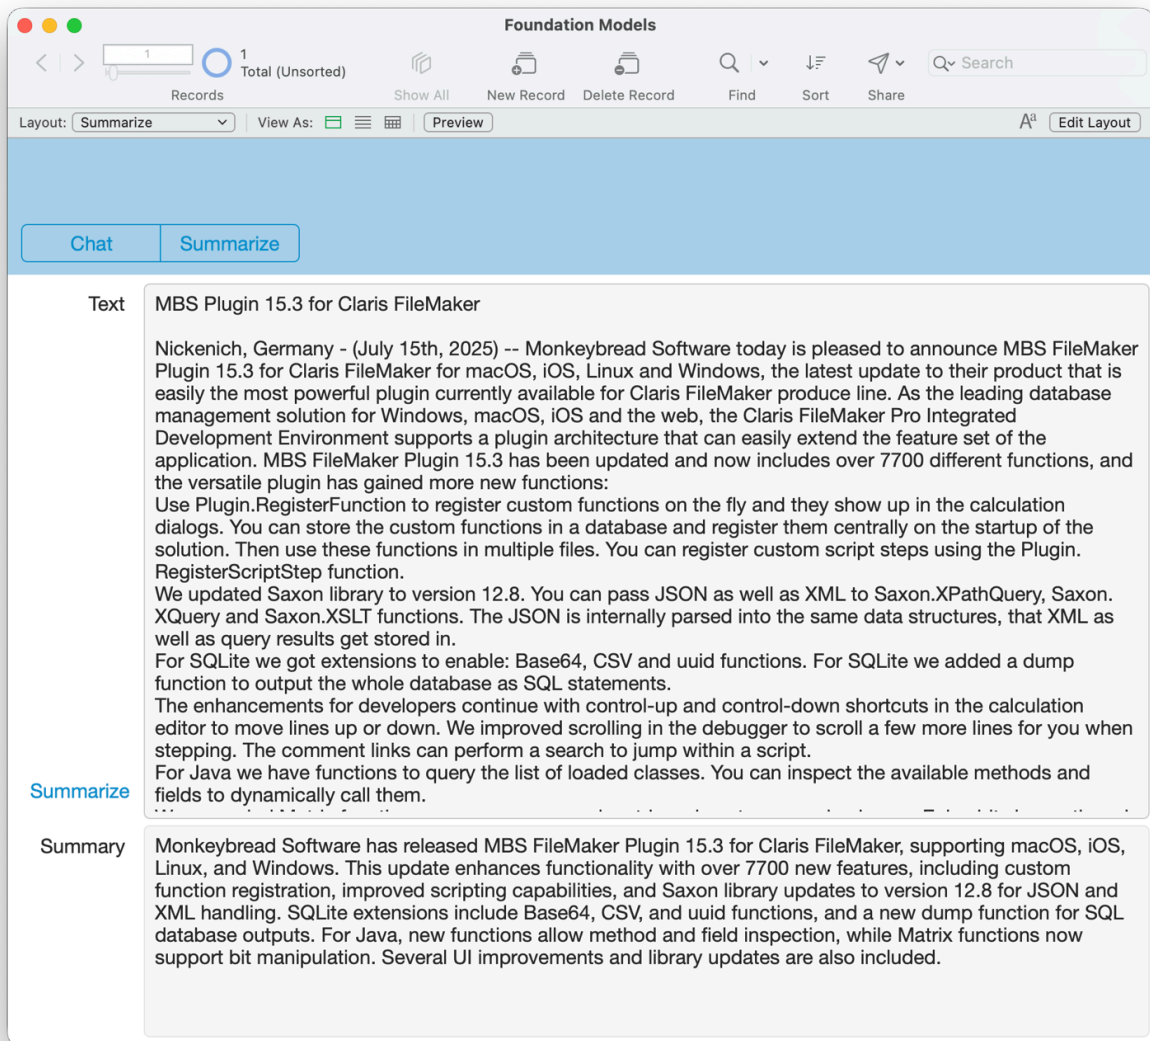 Foundation Models
1
1
Total (Unsorted)
Records
Show All
New Record
Delete Record
Find
Sort
Share
Search
Layout:
Summarize
View As:
Preview
Aa
Edit Layout
Chat
Summarize
Text
MBS Plugin 15.3 for Claris FileMaker
Nickenich, Germany - (July 15th, 2025) -- Monkeybread Software today is pleased to announce MBS FileMaker
Plugin 15.3 for Claris FileMaker for macOS, iOS, Linux and Windows, the latest update to their product that is
easily the most powerful plugin currently available for Claris FileMaker produce line. As the leading database
management solution for Windows, macOS, iOS and the web, the Claris FileMaker Pro Integrated
Development Environment supports a plugin architecture that can easily extend the feature set of the
application. MBS FileMaker Plugin 15.3 has been updated and now includes over 7700 different functions, and
the versatile plugin has gained more new functions:
Use Plugin.RegisterFunction to register custom functions on the fly and they show up in the calculation
dialogs. You can store the custom functions in a database and register them centrally on the startup of the
solution. Then use these functions in multiple files. You can register custom script steps using the Plugin.
RegisterScriptStep function.
We updated Saxon library to version 12.8. You can pass JSON as well as XML to Saxon.XPathQuery, Saxon.
XQuery and Saxon.XSLT functions. The JSON is internally parsed into the same data structures, that XML as
well as query results get stored in.
For SQLite we got extensions to enable: Base64, CSV and uuid functions. For SQLite we added a dump
function to output the whole database as SQL statements.
The enhancements for developers continue with control-up and control-down shortcuts in the calculation
editor to move lines up or down. We improved scrolling in the debugger to scroll a few more lines for you when
stepping. The comment links can perform a search to jump within a script.
For Java we have functions to query the list of loaded classes. You can inspect the available methods and
fields to dynamically call them.
Summarize
Summary
Monkeybread Software has released MBS FileMaker Plugin 15.3 for Claris FileMaker, supporting macOS, iOS,
Linux, and Windows. This update enhances functionality with over 7700 new features, including custom
function registration, improved scripting capabilities, and Saxon library updates to version 12.8 for JSON and
XML handling. SQLite extensions include Base64, CSV, and uuid functions, and a new dump function for SQL
database outputs. For Java, new functions allow method and field inspection, while Matrix functions now
support bit manipulation. Several UI improvements and library updates are also included.